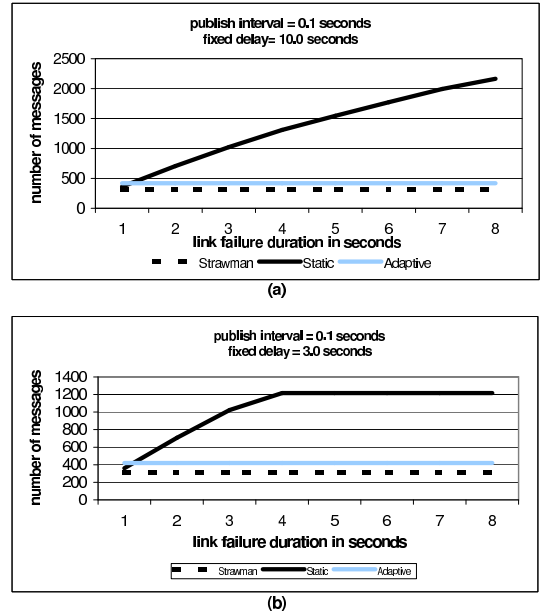 publish interval = 0.1 seconds
fixed delay= 10.0 seconds
number of messages
2500
2000
1500
1000
500
0
1 2 3 4 5 6 7 8
link failure duration in seconds
Strawman Static Adaptive
(a)
publish interval = 0.1 seconds
fixed delay = 3.0 seconds
number of messages
1400
1200
1000
800
600
400
200
0
1 2 3 4 5 6 7 8
link failure duration in seconds
Strawman Static Adaptive
(b)